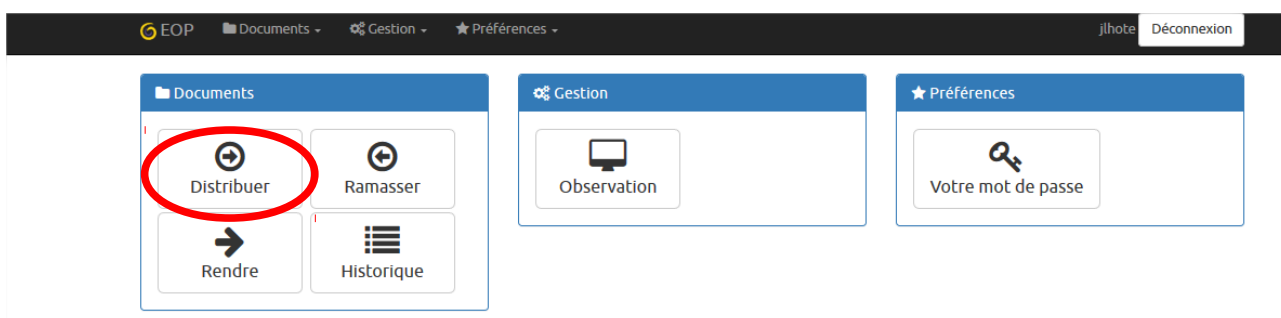 EOP Documents Gestion Préférences jlhote Déconnexion
Documents
Distribuer Ramasser
Rendre Historique
Gestion
Observation
Préférences
Votre mot de passe